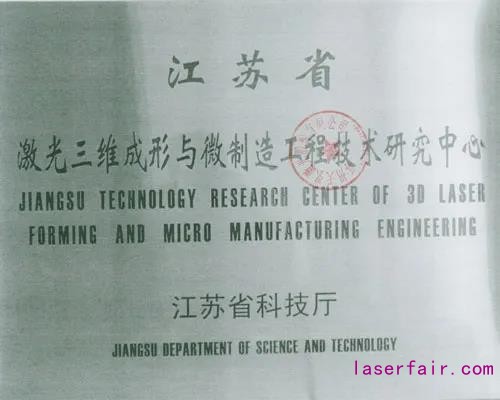 江苏省
激光三维成形与微制造工程技术研究中心
JIANGSU TECHNOLOGY RESEARCH CENTER OF 3D LASER
FORMING AND MICRO MANUFACTURING ENGINEERING
江苏省科技厅
JIANGSU DEPARTMENT OF SCIENCE AND TECHNOLOGY
laserfair.com